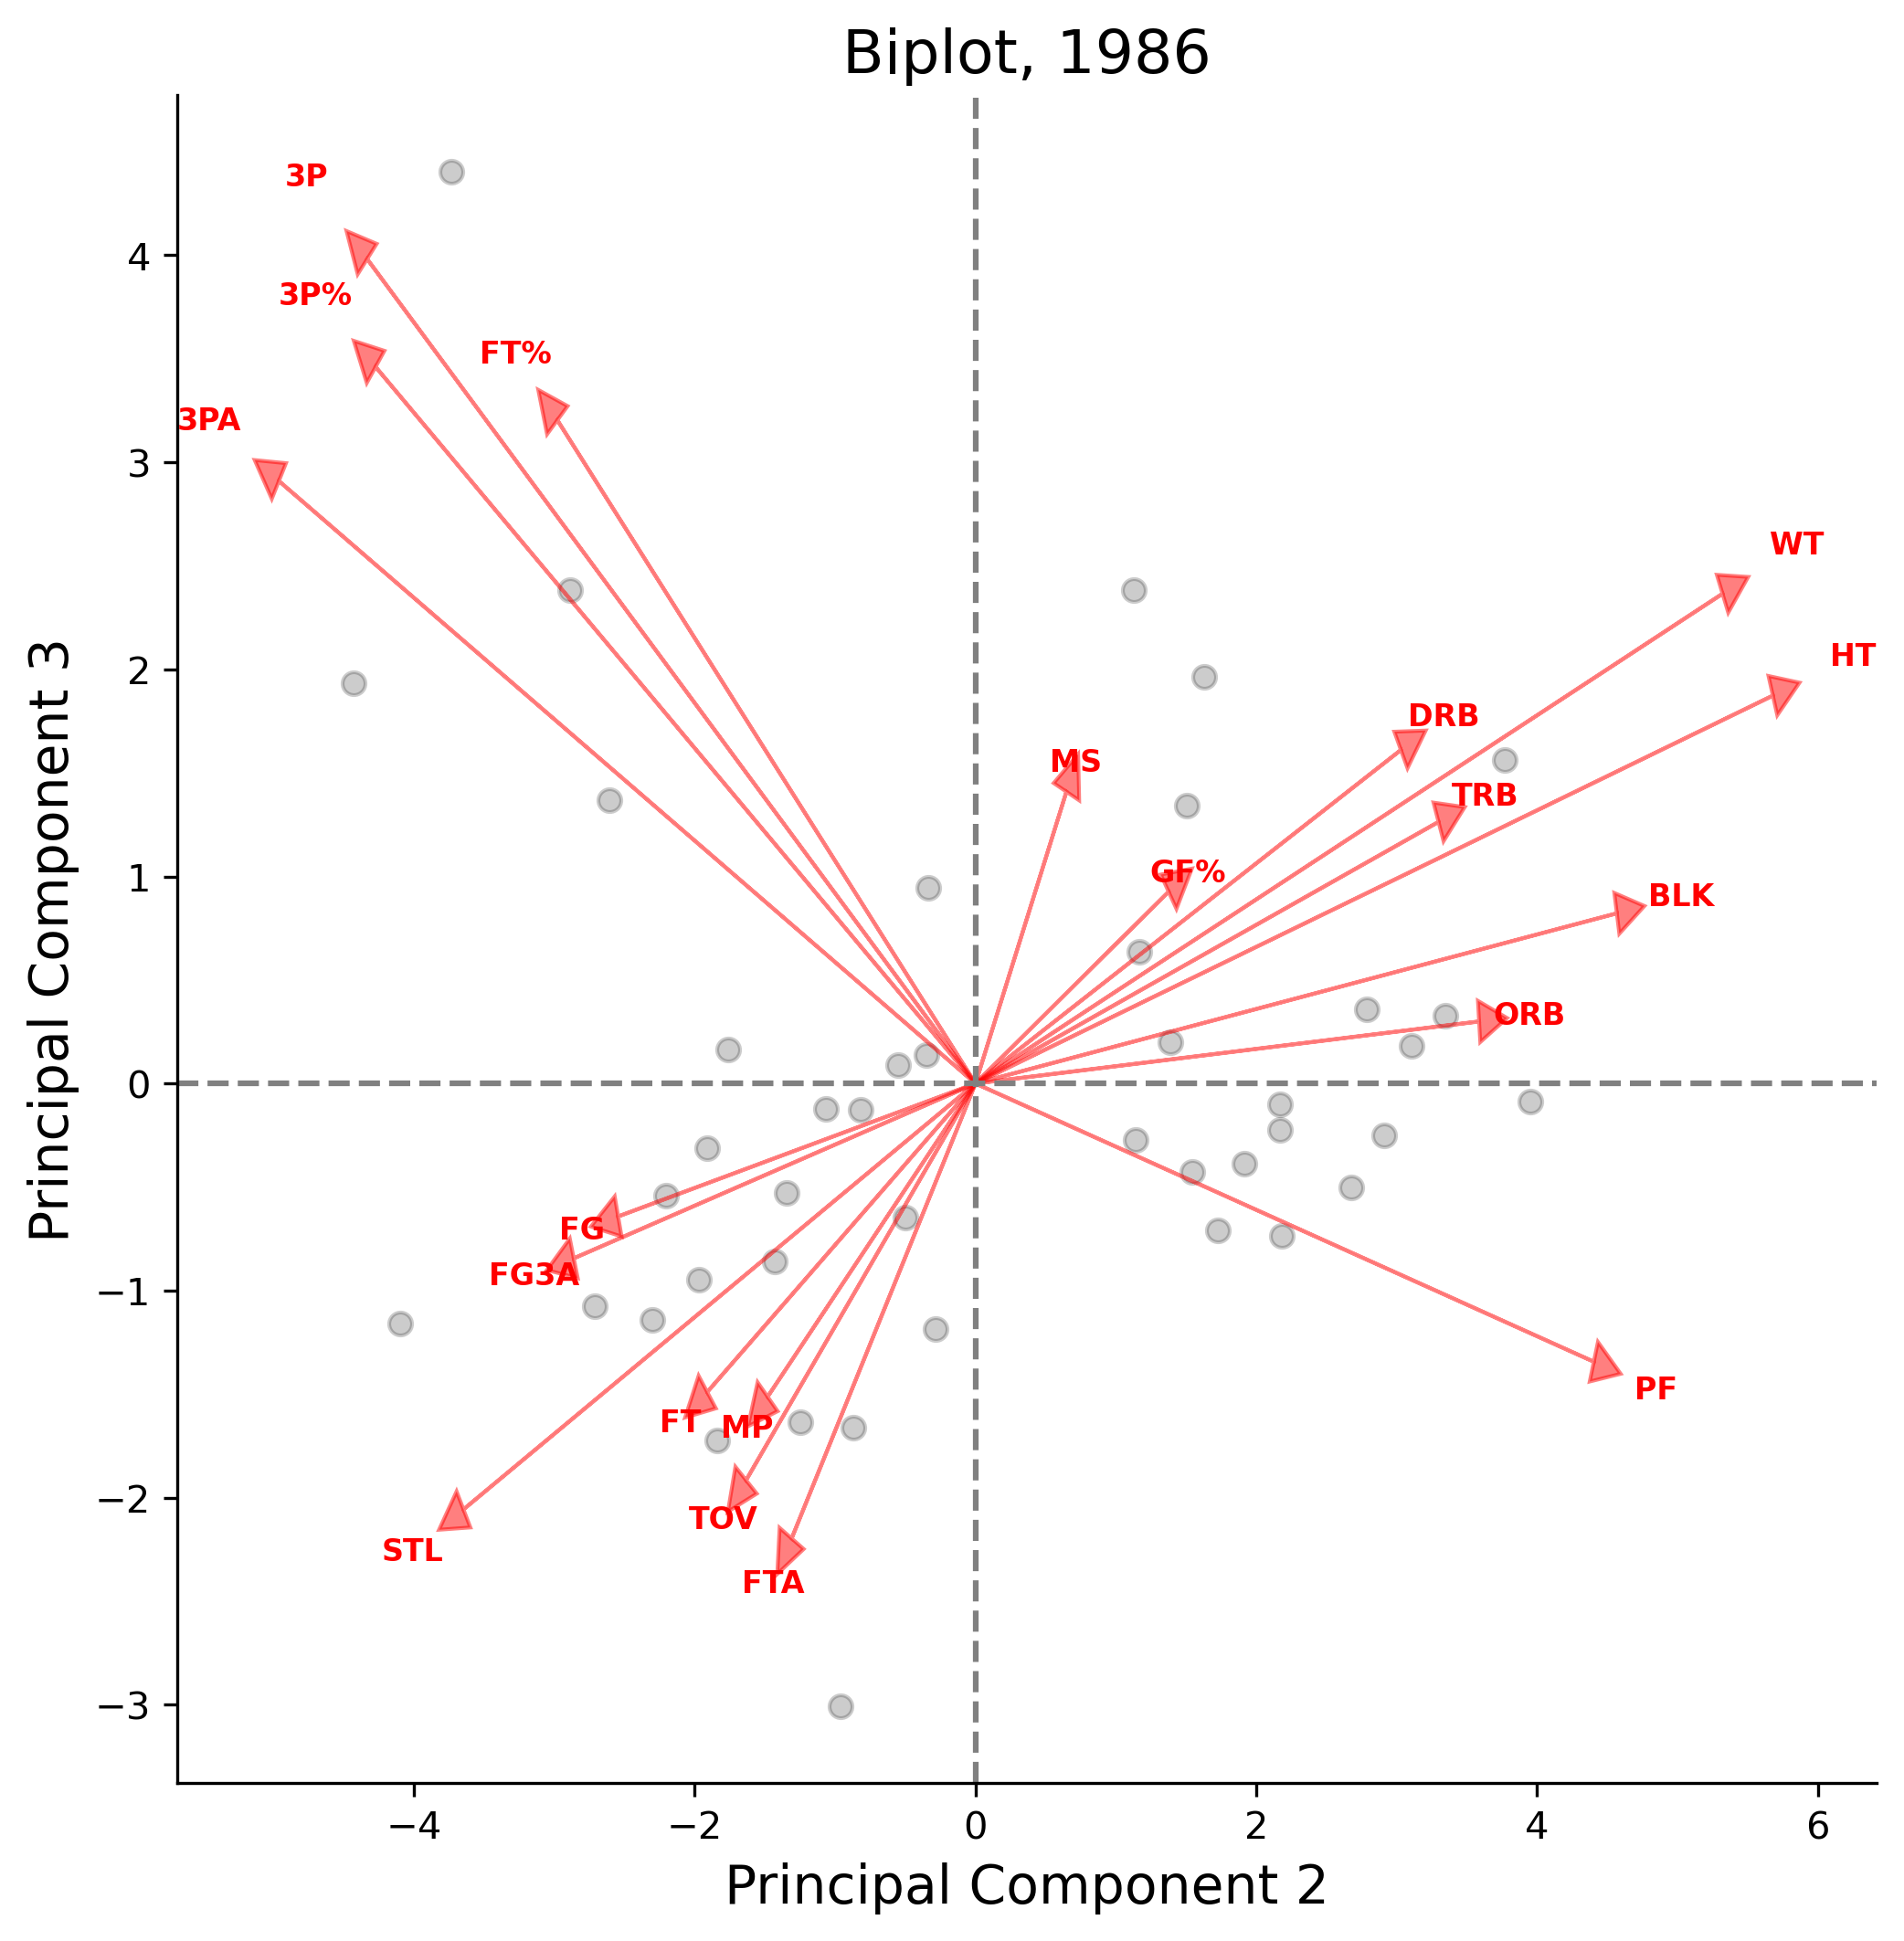 Biplot, 1986
3P
3P%
FT%
3PA
WT
HT
DRB
MS
TRB
GF%
BLK
ORB
FG
FG3A
PF
FT
MP
TOV
STL
FTA
Principal Component 3
4
3
2
1
0
−1
−2
−3
−4
−2
0
2
4
6
Principal Component 2